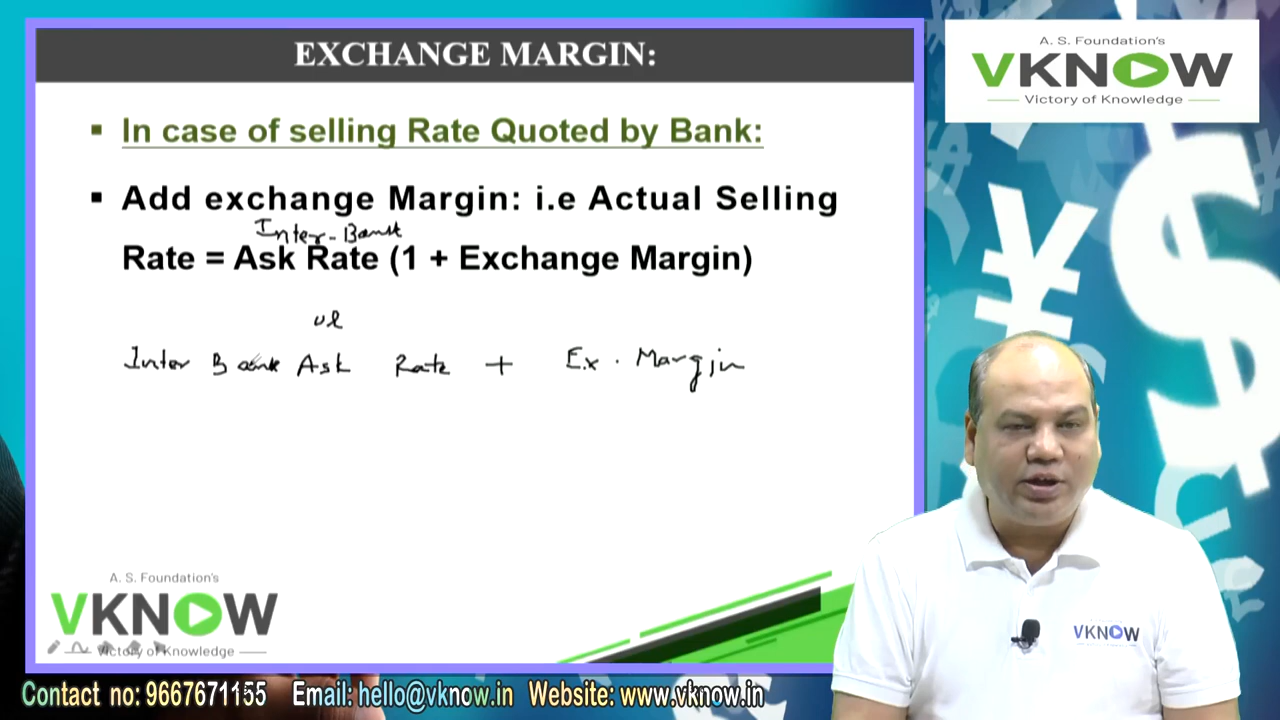 EXCHANGE MARGIN:
A. S. Foundation's
VKNOW
Victory of Knowledge
▪ In case of selling Rate Quoted by Bank:
▪ Add exchange Margin: i.e Actual Selling
Inter-Bank
Rate = Ask Rate (1 + Exchange Margin)
Inter Bank Ask Rate + Ex. Margin
A. S. Foundation's
VKNOW
Victory of Knowledge
VKNOW
Contact no: 9667671155 Email: hello@vknow.in Website: www.vknow.in